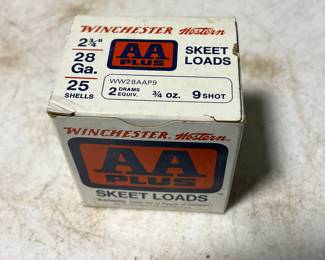 WINCHESTER Western
2¾"
28
Ga.
25
SHELLS
AA
PLUS
SKEET
LOADS
WW28AAP9
2 DRAMS EQUIV. ¾ oz. 9 SHOT
WINCHESTER Western
AA
PLUS
SKEET LOADS